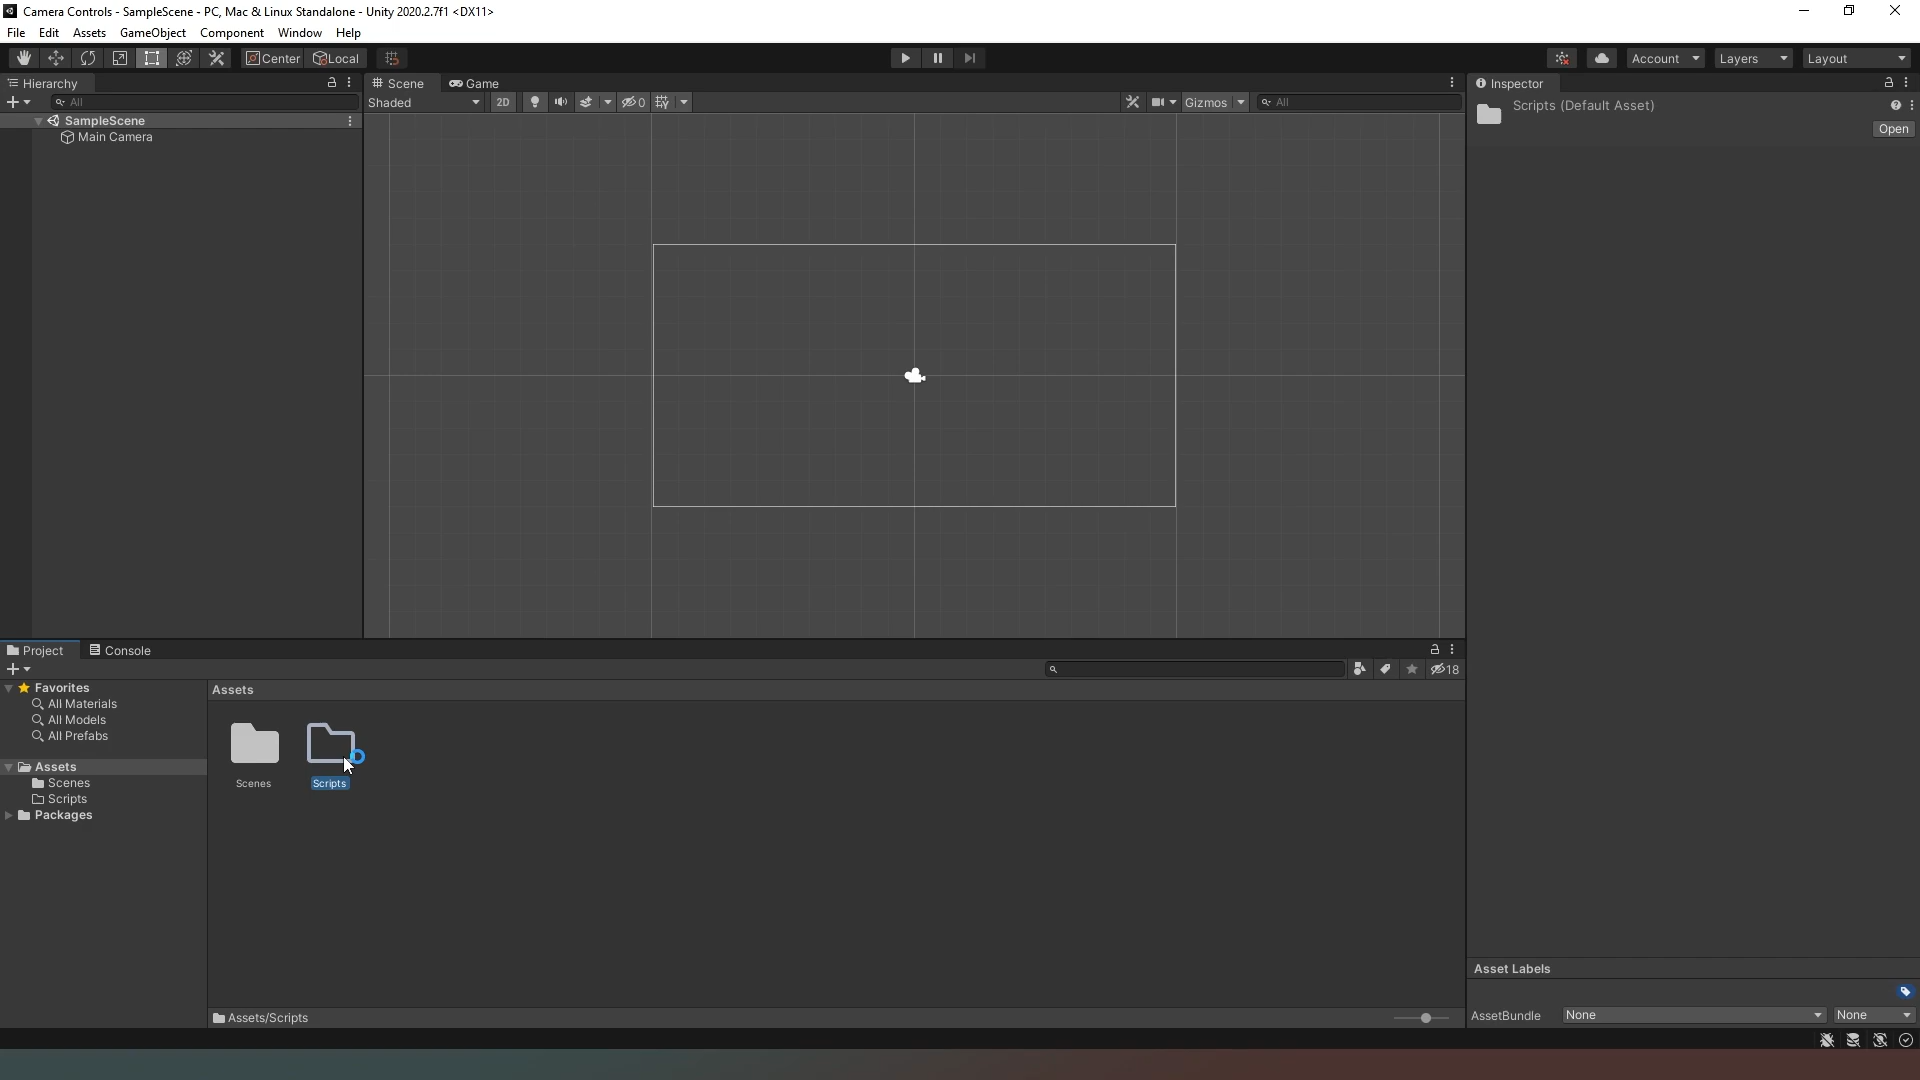 Camera Controls - SampleScene - PC, Mac & Linux Standalone - Unity 2020.2.7f1 <DX11>
File Edit Assets GameObject Component Window Help
Center Local Account Layers Layout
Hierarchy
All
SampleScene
Main Camera
Scene Game
Shaded 2D 0 Gizmos All
Inspector
Scripts (Default Asset)
Open
Project Console
18
Favorites
All Materials
All Models
All Prefabs
Assets
Scenes
Scripts
Packages
Assets
Scenes Scripts
Assets/Scripts
Asset Labels
AssetBundle None None